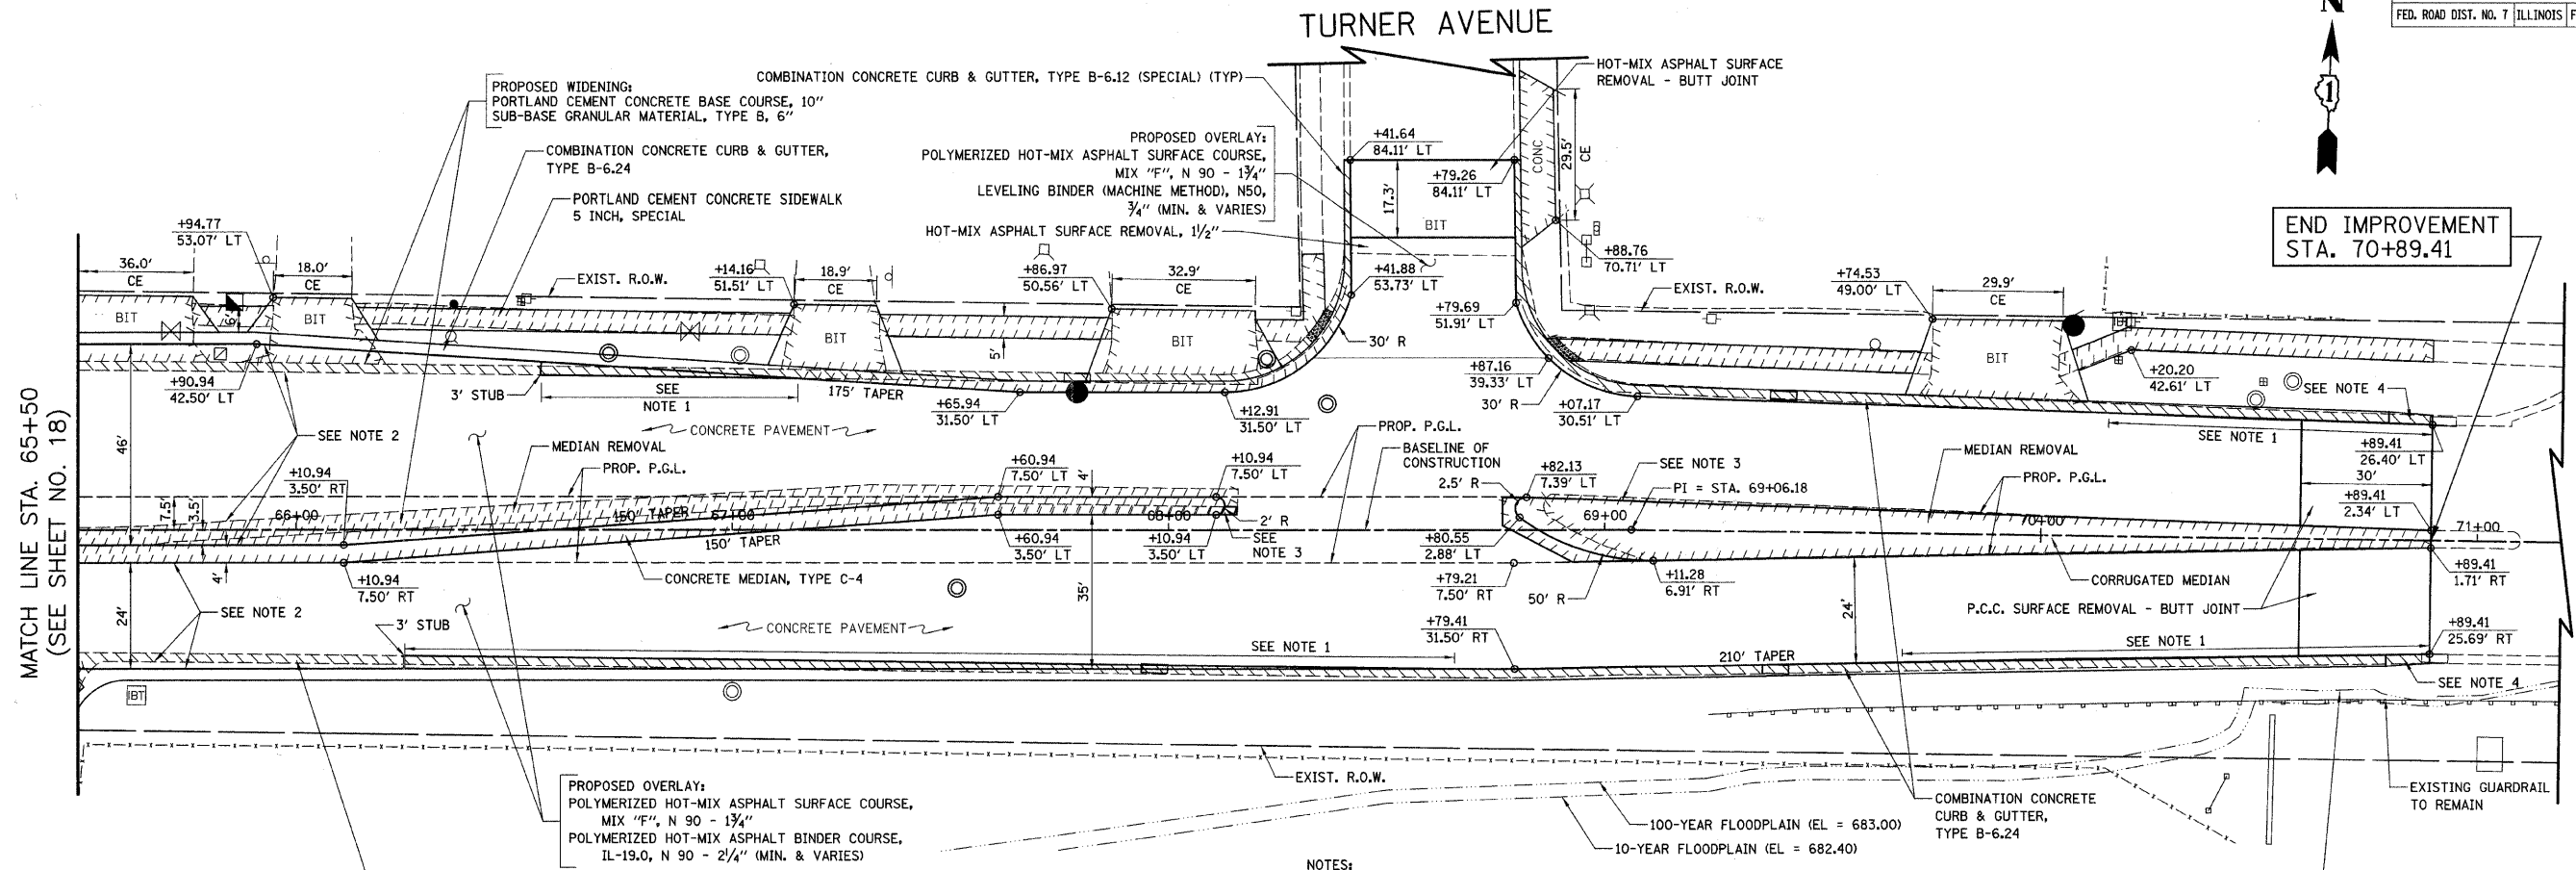 TURNER AVENUE
N
FED. ROAD DIST. NO. 7 ILLINOIS F
1
PROPOSED WIDENING:
PORTLAND CEMENT CONCRETE BASE COURSE, 10"
SUB-BASE GRANULAR MATERIAL, TYPE B, 6"
COMBINATION CONCRETE CURB & GUTTER, TYPE B-6.12 (SPECIAL) (TYP)
HOT-MIX ASPHALT SURFACE
REMOVAL - BUTT JOINT
COMBINATION CONCRETE CURB & GUTTER,
TYPE B-6.24
PORTLAND CEMENT CONCRETE SIDEWALK
5 INCH, SPECIAL
PROPOSED OVERLAY:
POLYMERIZED HOT-MIX ASPHALT SURFACE COURSE,
MIX "F", N 90 - 1¾"
LEVELING BINDER (MACHINE METHOD), N50,
¾" (MIN. & VARIES)
HOT-MIX ASPHALT SURFACE REMOVAL, 1½"
+41.64
84.11' LT
+79.26
84.11' LT
17.3'
BIT
CONC
29.5'
CE
+88.76
70.71' LT
END IMPROVEMENT
STA. 70+89.41
+94.77
53.07' LT
36.0'
CE
18.0'
CE
EXIST. R.O.W.
+14.16
51.51' LT
18.9'
CE
+86.97
50.56' LT
32.9'
CE
+41.88
53.73' LT
+79.69
51.91' LT
EXIST. R.O.W.
+74.53
49.00' LT
29.9'
CE
BIT
6'
BIT
BIT
5'
BIT
30' R
BIT
+90.94
42.50' LT
3' STUB
SEE
NOTE 1
175' TAPER
+65.94
31.50' LT
+12.91
31.50' LT
+87.16
39.33' LT
30' R
+07.17
30.51' LT
+20.20
42.61' LT
SEE NOTE 4
MATCH LINE STA. 65+50
(SEE SHEET NO. 18)
46'
SEE NOTE 2
CONCRETE PAVEMENT
MEDIAN REMOVAL
PROP. P.G.L.
PROP. P.G.L.
BASELINE OF
CONSTRUCTION
SEE NOTE 1
+89.41
26.40' LT
MEDIAN REMOVAL
PROP. P.G.L.
+10.94
3.50' RT
+60.94
7.50' LT
4'
+10.94
7.50' LT
2.5' R
+82.13
7.39' LT
SEE NOTE 3
PI = STA. 69+06.18
30'
+89.41
2.34' LT
7.5'
3.5'
66+00
150' TAPER
67+00
68+00
2' R
69+00
70+00
71+00
150' TAPER
+60.94
3.50' LT
+10.94
3.50' LT
SEE
NOTE 3
+80.55
2.88' LT
4'
+10.94
7.50' RT
CONCRETE MEDIAN, TYPE C-4
+79.21
7.50' RT
50' R
+11.28
6.91' RT
CORRUGATED MEDIAN
+89.41
1.71' RT
24'
SEE NOTE 2
35'
24'
P.C.C. SURFACE REMOVAL - BUTT JOINT
3' STUB
CONCRETE PAVEMENT
+79.41
31.50' RT
+89.41
25.69' RT
SEE NOTE 1
210' TAPER
SEE NOTE 1
IBT
SEE NOTE 4
PROPOSED OVERLAY:
POLYMERIZED HOT-MIX ASPHALT SURFACE COURSE,
MIX "F", N 90 - 1¾"
POLYMERIZED HOT-MIX ASPHALT BINDER COURSE,
IL-19.0, N 90 - 2¼" (MIN. & VARIES)
EXIST. R.O.W.
100-YEAR FLOODPLAIN (EL = 683.00)
10-YEAR FLOODPLAIN (EL = 682.40)
COMBINATION CONCRETE
CURB & GUTTER,
TYPE B-6.24
EXISTING GUARDRAIL
TO REMAIN
NOTES: